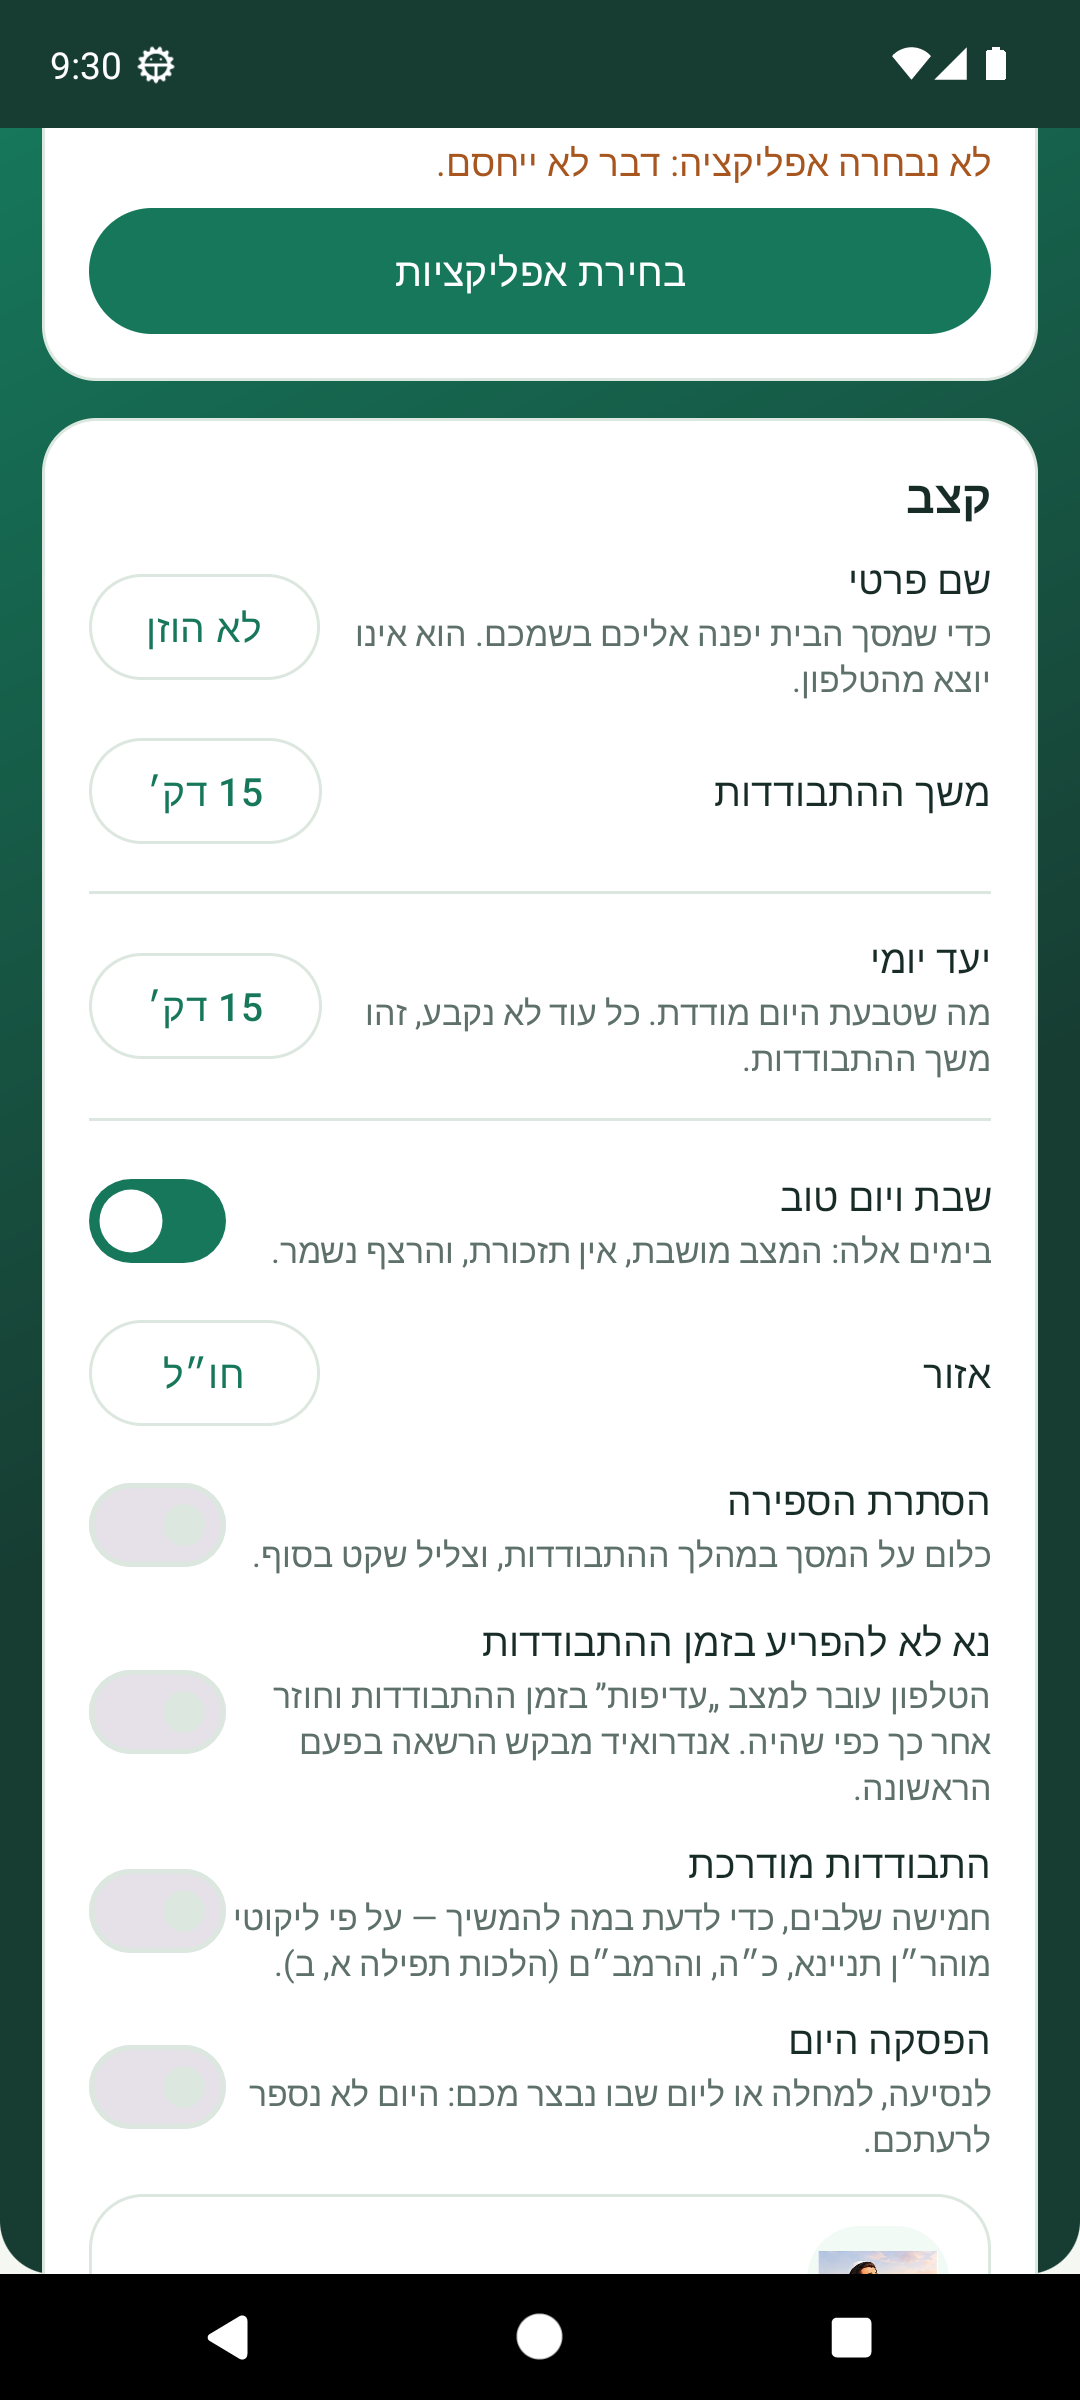 9:30
לא נבחרה אפליקציה: דבר לא ייחסם.
בחירת אפליקציות
קצב
שם פרטי
כדי שמסך הבית יפנה אליכם בשמכם. הוא אינו
יוצא מהטלפון.
לא הוזן
משך ההתבודדות
15 דק׳
יעד יומי
מה שטבעת היום מודדת. כל עוד לא נקבע, זהו
משך ההתבודדות.
15 דק׳
שבת ויום טוב
בימים אלה: המצב מושבת, אין תזכורת, והרצף נשמר.
אזור
חו״ל
הסתרת הספירה
כלום על המסך במהלך ההתבודדות, וצליל שקט בסוף.
נא לא להפריע בזמן ההתבודדות
הטלפון עובר למצב „עדיפות” בזמן ההתבודדות וחוזר
אחר כך כפי שהיה. אנדרואיד מבקש הרשאה בפעם
הראשונה.
התבודדות מודרכת
חמישה שלבים, כדי לדעת במה להמשיך — על פי ליקוטי
מוהר״ן תניינא, כ״ה, והרמב״ם (הלכות תפילה א, ב).
הפסקה היום
לנסיעה, למחלה או ליום שבו נבצר מכם: היום לא נספר
לרעתכם.